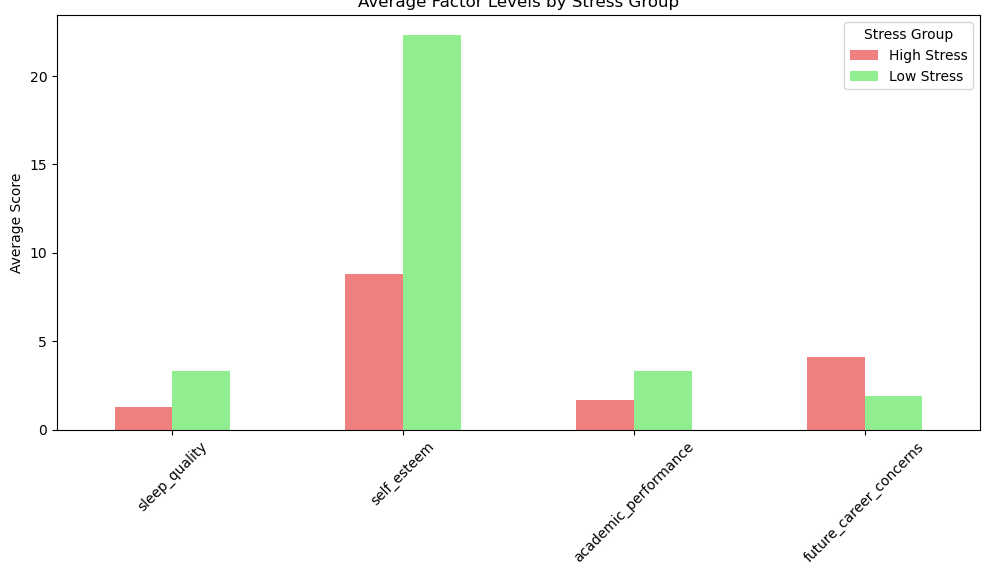 Average Factor Levels by Stress Group
Stress Group
High Stress
Low Stress
Average Score
20
15
10
5
0
sleep_quality
self_esteem
academic_performance
future_career_concerns